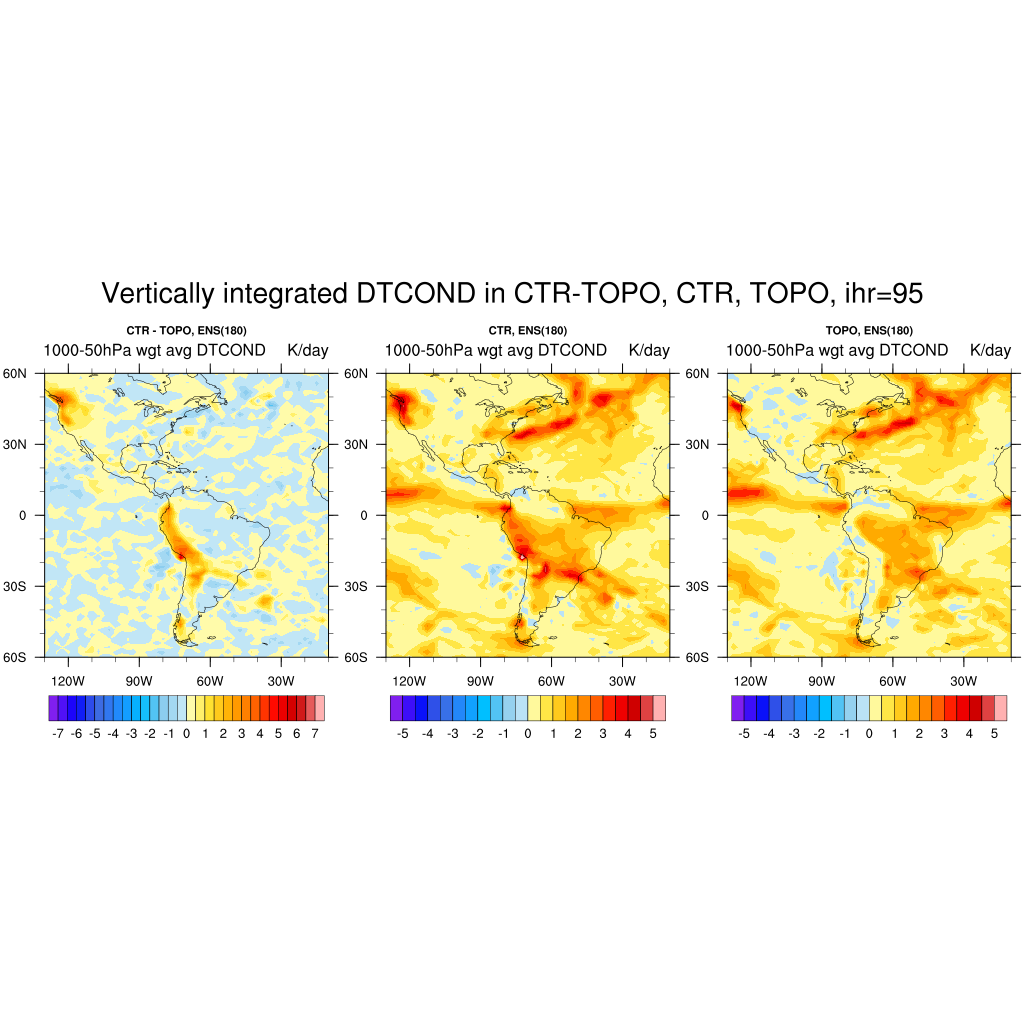 Vertically integrated DTCOND in CTR-TOPO, CTR, TOPO, ihr=95
CTR - TOPO, ENS(180)
1000-50hPa wgt avg DTCOND K/day
60N
30N
0
30S
60S
120W 90W 60W 30W
-7 -6 -5 -4 -3 -2 -1 0 1 2 3 4 5 6 7
CTR, ENS(180)
1000-50hPa wgt avg DTCOND K/day
60N
30N
0
30S
60S
120W 90W 60W 30W
-5 -4 -3 -2 -1 0 1 2 3 4 5
TOPO, ENS(180)
1000-50hPa wgt avg DTCOND K/day
60N
30N
0
30S
60S
120W 90W 60W 30W
-5 -4 -3 -2 -1 0 1 2 3 4 5